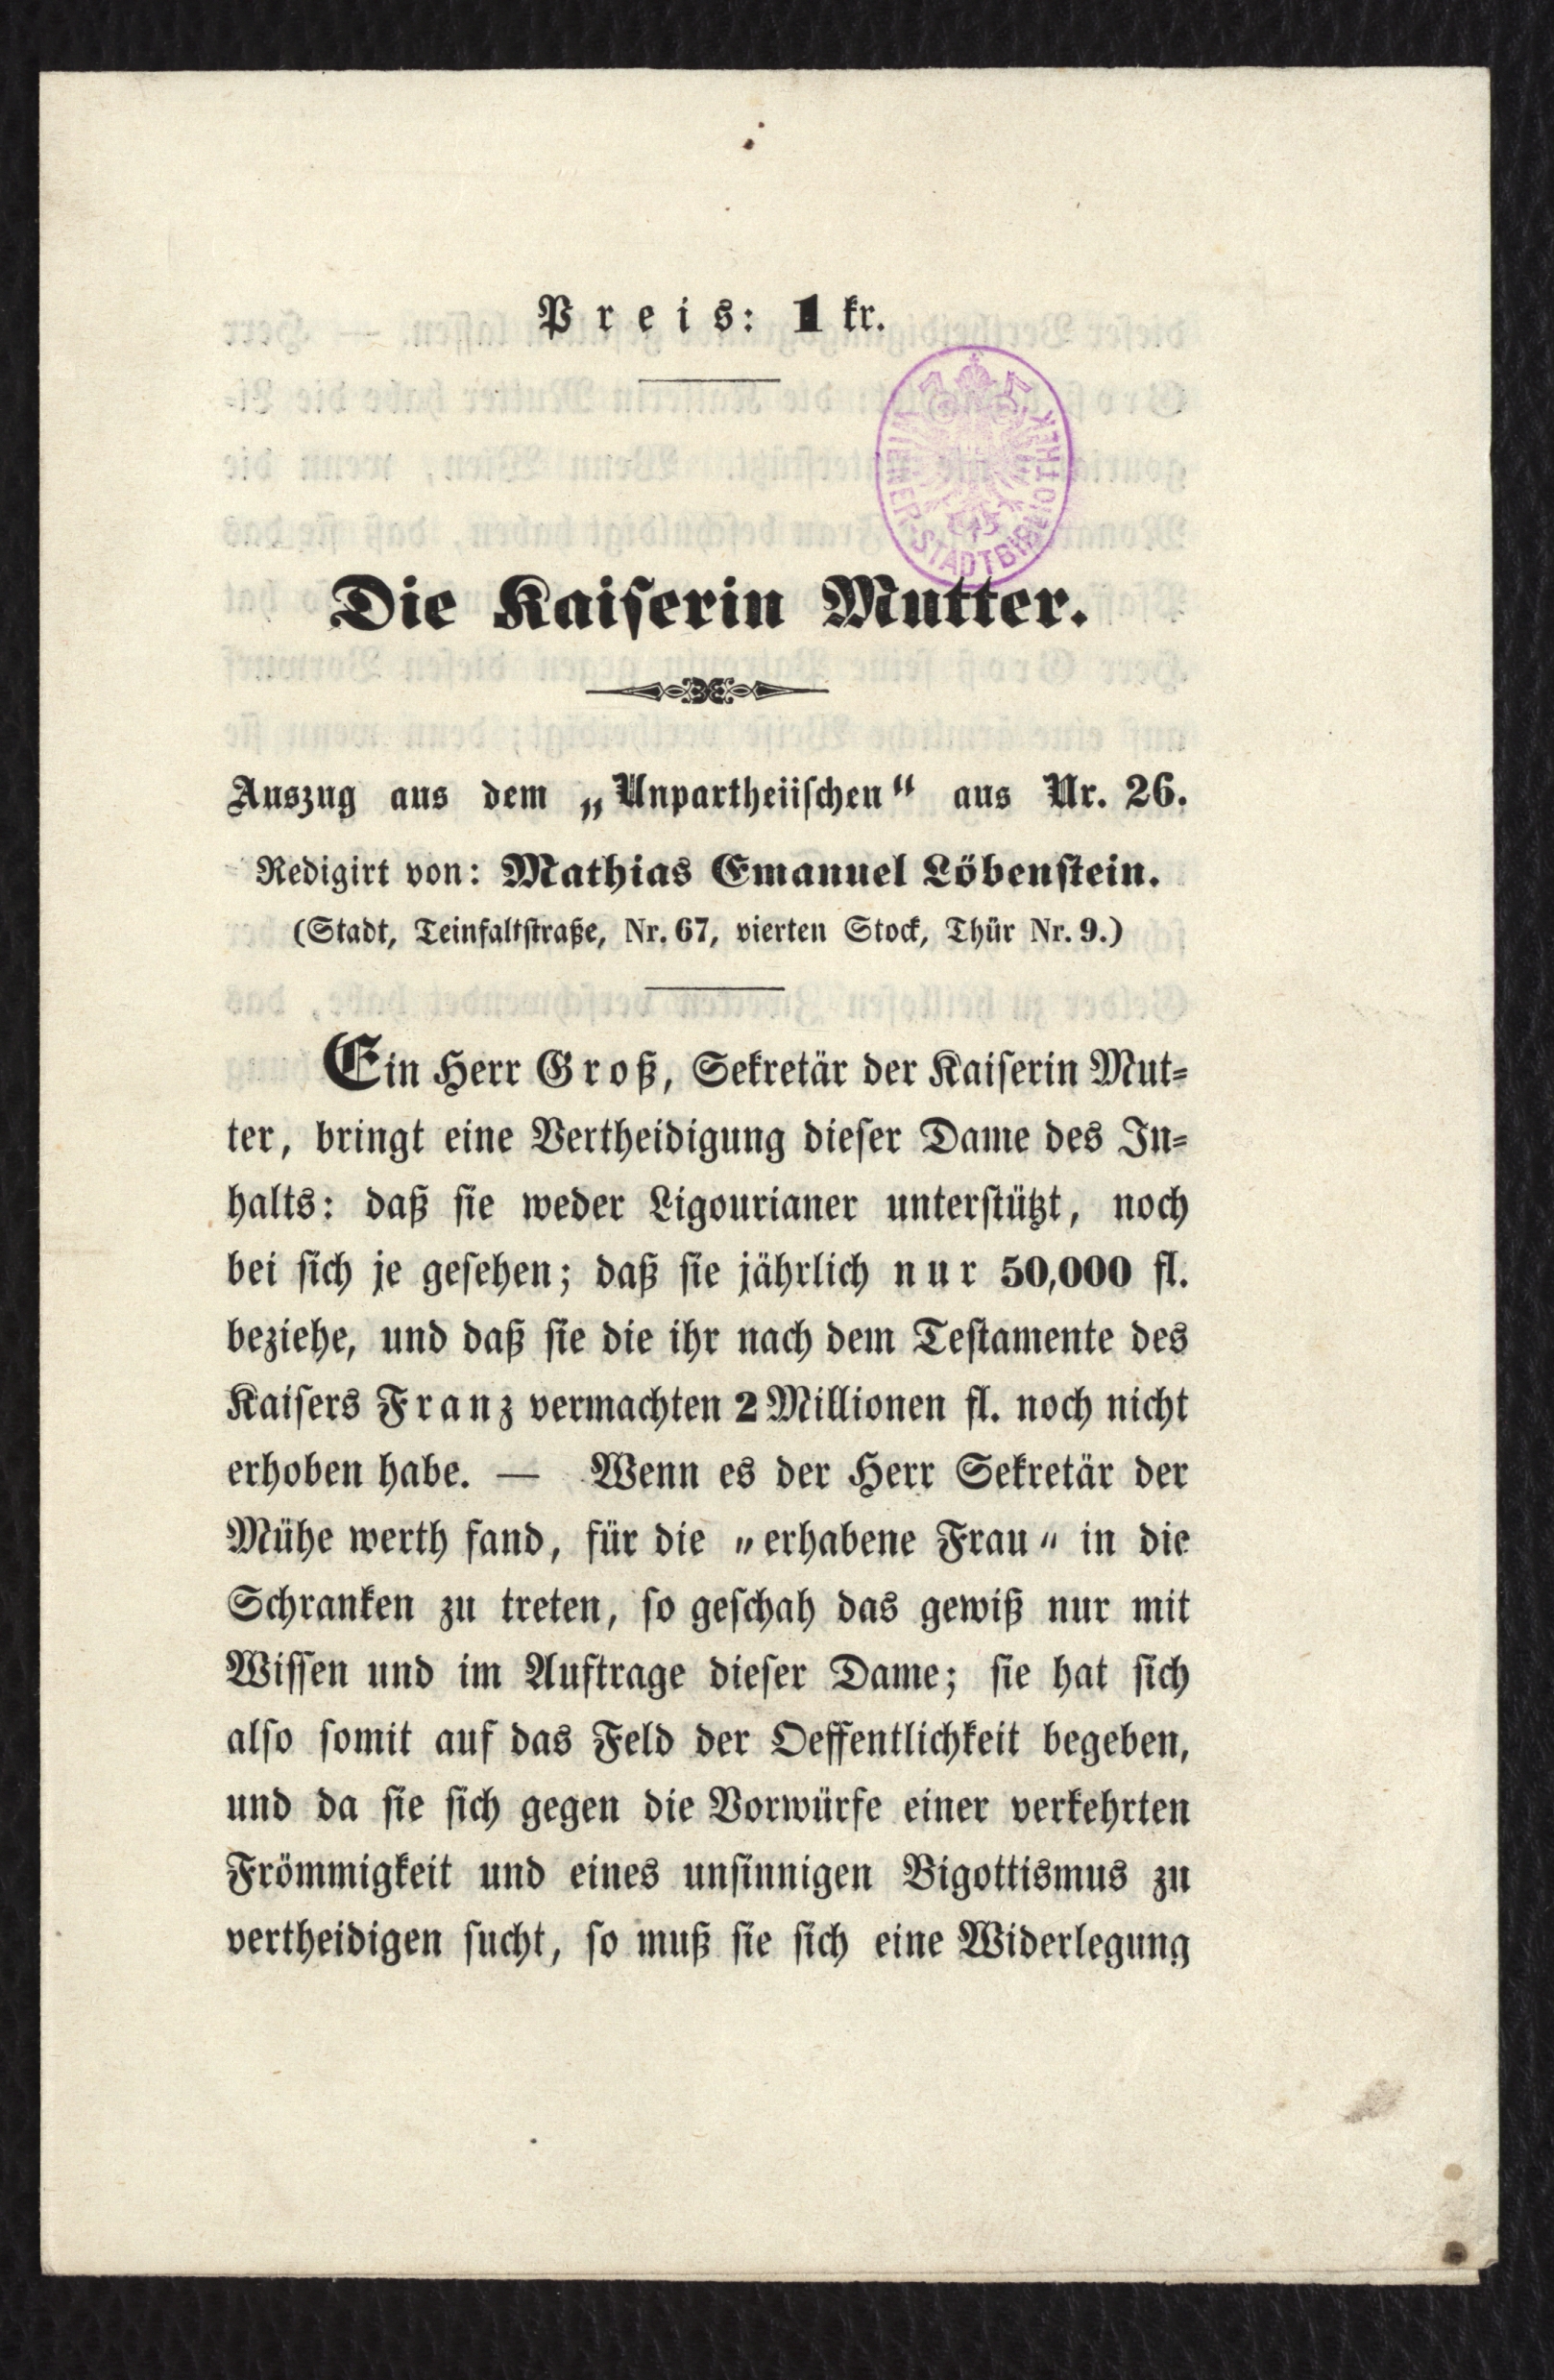 Preis: 1 kr.
WIENER STADTBIBLIOTHEK
Die Kaiserin Mutter.
Auszug aus dem „Unpartheiischen“ aus Nr. 26.
Redigirt von: Mathias Emanuel Löbenstein.
(Stadt, Teinfaltstraße, Nr. 67, vierten Stock, Thür Nr. 9.)
Ein Herr Groß, Sekretär der Kaiserin Mut-
ter, bringt eine Vertheidigung dieser Dame des In-
halts: daß sie weder Ligourianer unterstützt, noch
bei sich je gesehen; daß sie jährlich nur 50,000 fl.
beziehe, und daß sie die ihr nach dem Testamente des
Kaisers Franz vermachten 2 Millionen fl. noch nicht
erhoben habe. — Wenn es der Herr Sekretär der
Mühe werth fand, für die „erhabene Frau“ in die
Schranken zu treten, so geschah das gewiß nur mit
Wissen und im Auftrage dieser Dame; sie hat sich
also somit auf das Feld der Oeffentlichkeit begeben,
und da sie sich gegen die Vorwürfe einer verkehrten
Frömmigkeit und eines unsinnigen Bigottismus zu
vertheidigen sucht, so muß sie sich eine Widerlegung